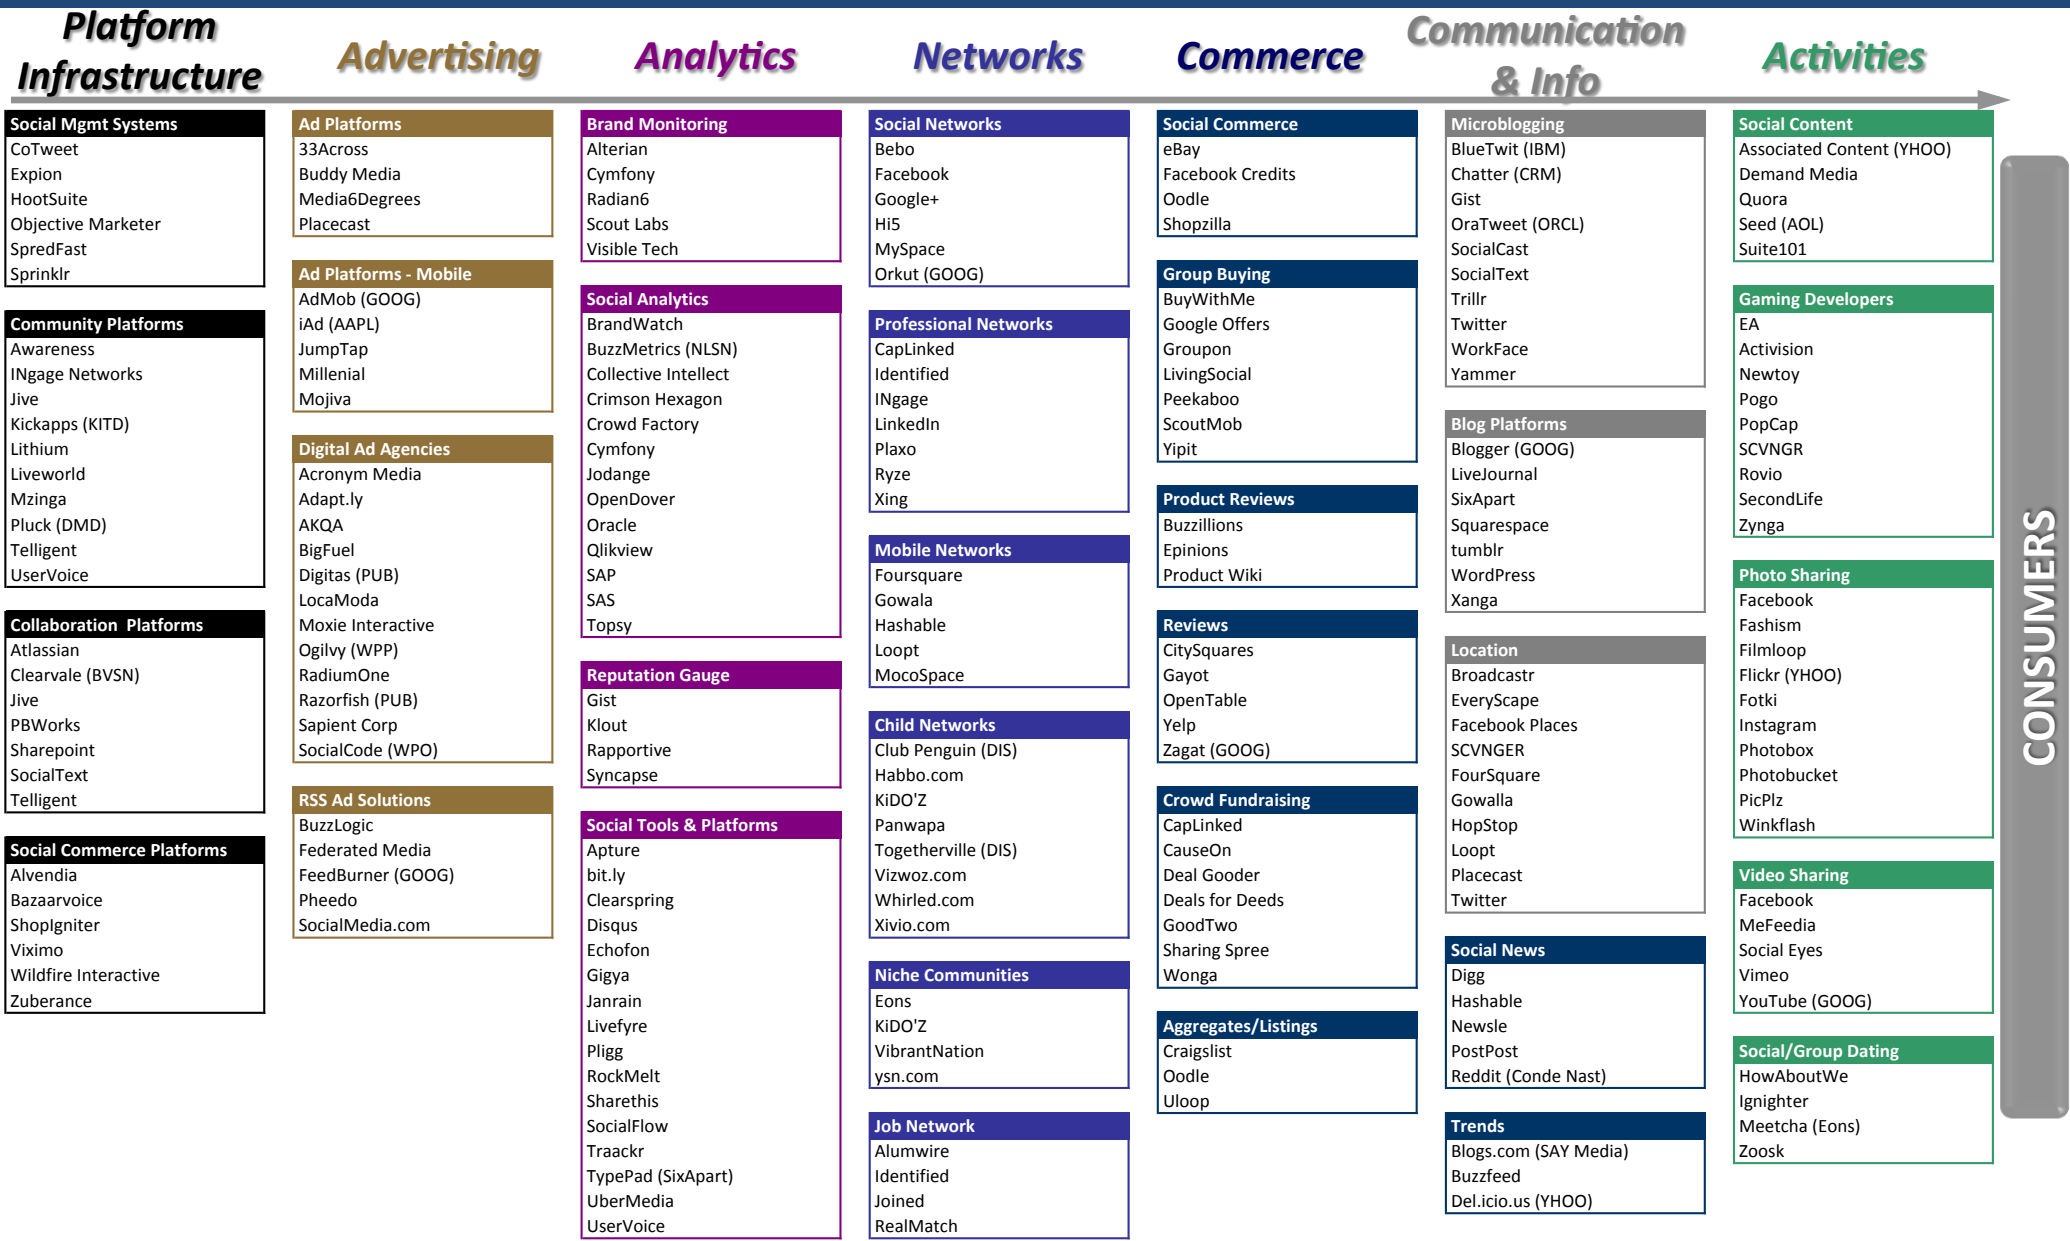 Platform
Infrastructure
Advertising
Analytics
Networks
Commerce
Communication
& Info
Activities
Social Mgmt Systems
CoTweet
Expion
HootSuite
Objective Marketer
SpredFast
Sprinklr
Community Platforms
Awareness
INgage Networks
Jive
Kickapps (KITD)
Lithium
Liveworld
Mzinga
Pluck (DMD)
Telligent
UserVoice
Collaboration  Platforms
Atlassian
Clearvale (BVSN)
Jive
PBWorks
Sharepoint
SocialText
Telligent
Social Commerce Platforms
Alvendia
Bazaarvoice
ShopIgniter
Viximo
Wildfire Interactive
Zuberance
Ad Platforms
33Across
Buddy Media
Media6Degrees
Placecast
Ad Platforms - Mobile
AdMob (GOOG)
iAd (AAPL)
JumpTap
Millenial
Mojiva
Digital Ad Agencies
Acronym Media
Adapt.ly
AKQA
BigFuel
Digitas (PUB)
LocaModa
Moxie Interactive
Ogilvy (WPP)
RadiumOne
Razorfish (PUB)
Sapient Corp
SocialCode (WPO)
RSS Ad Solutions
BuzzLogic
Federated Media
FeedBurner (GOOG)
Pheedo
SocialMedia.com
Brand Monitoring
Alterian
Cymfony
Radian6
Scout Labs
Visible Tech
Social Analytics
BrandWatch
BuzzMetrics (NLSN)
Collective Intellect
Crimson Hexagon
Crowd Factory
Cymfony
Jodange
OpenDover
Oracle
Qlikview
SAP
SAS
Topsy
Reputation Gauge
Gist
Klout
Rapportive
Syncapse
Social Tools & Platforms
Apture
bit.ly
Clearspring
Disqus
Echofon
Gigya
Janrain
Livefyre
Pligg
RockMelt
Sharethis
SocialFlow
Traackr
TypePad (SixApart)
UberMedia
UserVoice
Social Networks
Bebo
Facebook
Google+
Hi5
MySpace
Orkut (GOOG)
Professional Networks
CapLinked
Identified
INgage
LinkedIn
Plaxo
Ryze
Xing
Mobile Networks
Foursquare
Gowala
Hashable
Loopt
MocoSpace
Child Networks
Club Penguin (DIS)
Habbo.com
KiDO'Z
Panwapa
Togetherville (DIS)
Vizwoz.com
Whirled.com
Xivio.com
Niche Communities
Eons
KiDO'Z
VibrantNation
ysn.com
Job Network
Alumwire
Identified
Joined
RealMatch
Social Commerce
eBay
Facebook Credits
Oodle
Shopzilla
Group Buying
BuyWithMe
Google Offers
Groupon
LivingSocial
Peekaboo
ScoutMob
Yipit
Product Reviews
Buzzillions
Epinions
Product Wiki
Reviews
CitySquares
Gayot
OpenTable
Yelp
Zagat (GOOG)
Crowd Fundraising
CapLinked
CauseOn
Deal Gooder
Deals for Deeds
GoodTwo
Sharing Spree
Wonga
Aggregates/Listings
Craigslist
Oodle
Uloop
Microblogging
BlueTwit (IBM)
Chatter (CRM)
Gist
OraTweet (ORCL)
SocialCast
SocialText
Trillr
Twitter
WorkFace
Yammer
Blog Platforms
Blogger (GOOG)
LiveJournal
SixApart
Squarespace
tumblr
WordPress
Xanga
Location
Broadcastr
EveryScape
Facebook Places
SCVNGER
FourSquare
Gowalla
HopStop
Loopt
Placecast
Twitter
Social News
Digg
Hashable
Newsle
PostPost
Reddit (Conde Nast)
Trends
Blogs.com (SAY Media)
Buzzfeed
Del.icio.us (YHOO)
Social Content
Associated Content (YHOO)
Demand Media
Quora
Seed (AOL)
Suite101
Gaming Developers
EA
Activision
Newtoy
Pogo
PopCap
SCVNGR
Rovio
SecondLife
Zynga
Photo Sharing
Facebook
Fashism
Filmloop
Flickr (YHOO)
Fotki
Instagram
Photobox
Photobucket
PicPlz
Winkflash
Video Sharing
Facebook
MeFeedia
Social Eyes
Vimeo
YouTube (GOOG)
Social/Group Dating
HowAboutWe
Ignighter
Meetcha (Eons)
Zoosk
CONSUMERS